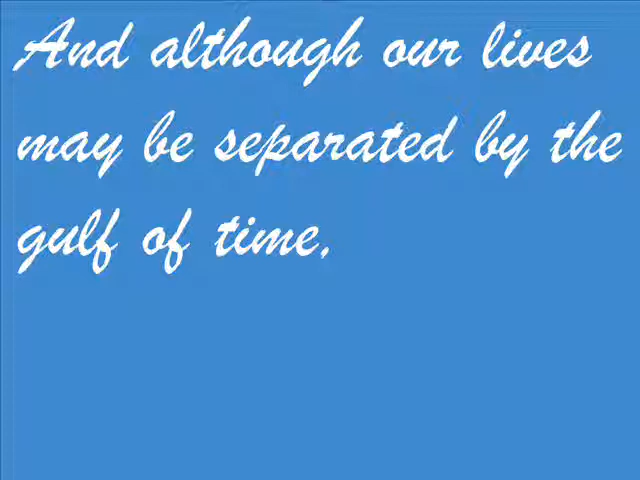 And although our lives
may be separated by the
gulf of time,